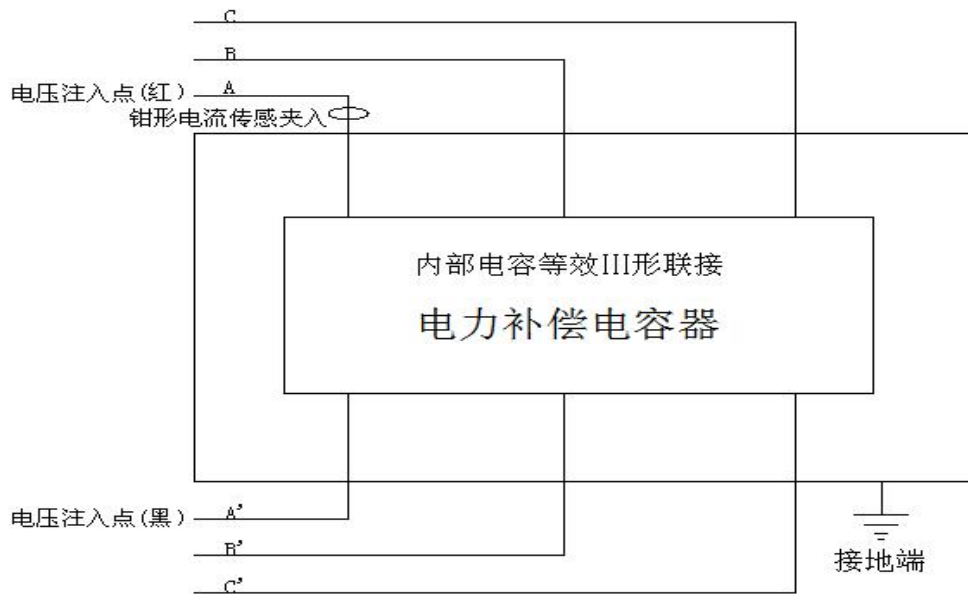 C
B
电压注入点(红) A
钳形电流传感夹入
内部电容等效III形联接
电力补偿电容器
电压注入点(黑) A'
B'
C'
接地端